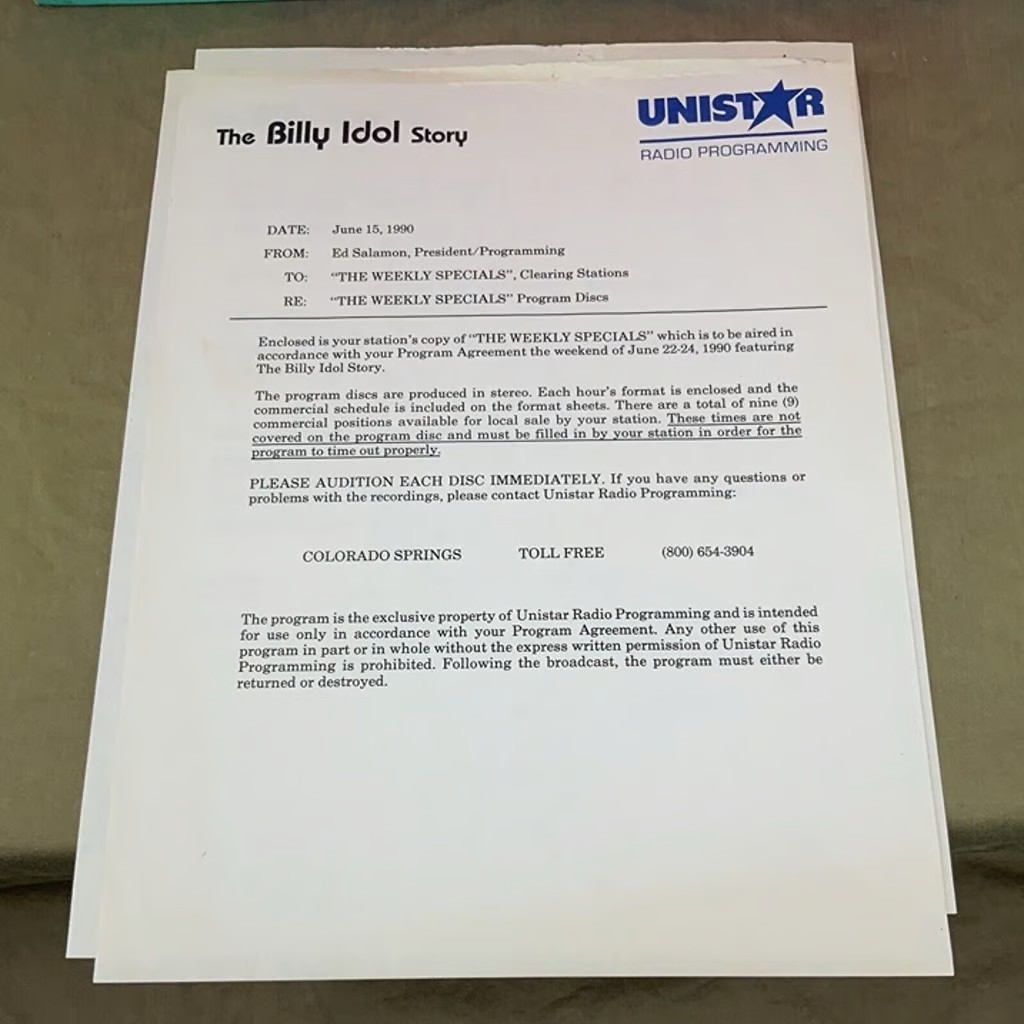 The Billy Idol Story
UNISTAR
RADIO PROGRAMMING
DATE: June 15, 1990
FROM: Ed Salamon, President/Programming
TO: "THE WEEKLY SPECIALS", Clearing Stations
RE: "THE WEEKLY SPECIALS" Program Discs
Enclosed is your station's copy of "THE WEEKLY SPECIALS" which is to be aired in
accordance with your Program Agreement the weekend of June 22-24, 1990 featuring
The Billy Idol Story.
The program discs are produced in stereo. Each hour's format is enclosed and the
commercial schedule is included on the format sheets. There are a total of nine (9)
commercial positions available for local sale by your station. These times are not
covered on the program disc and must be filled in by your station in order for the
program to time out properly.
PLEASE AUDITION EACH DISC IMMEDIATELY. If you have any questions or
problems with the recordings, please contact Unistar Radio Programming:
COLORADO SPRINGS TOLL FREE (800) 654-3904
The program is the exclusive property of Unistar Radio Programming and is intended
for use only in accordance with your Program Agreement. Any other use of this
program in part or in whole without the express written permission of Unistar Radio
Programming is prohibited. Following the broadcast, the program must either be
returned or destroyed.